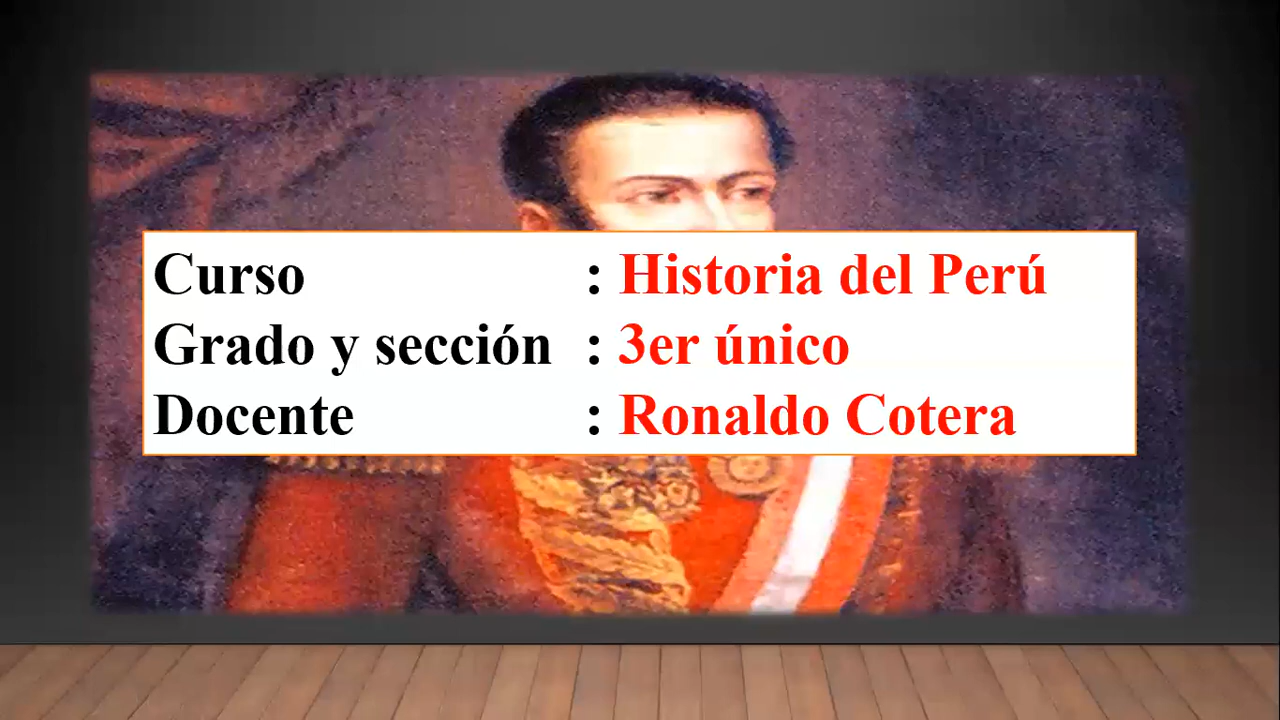 Curso : Historia del Perú
Grado y sección : 3er único
Docente : Ronaldo Cotera